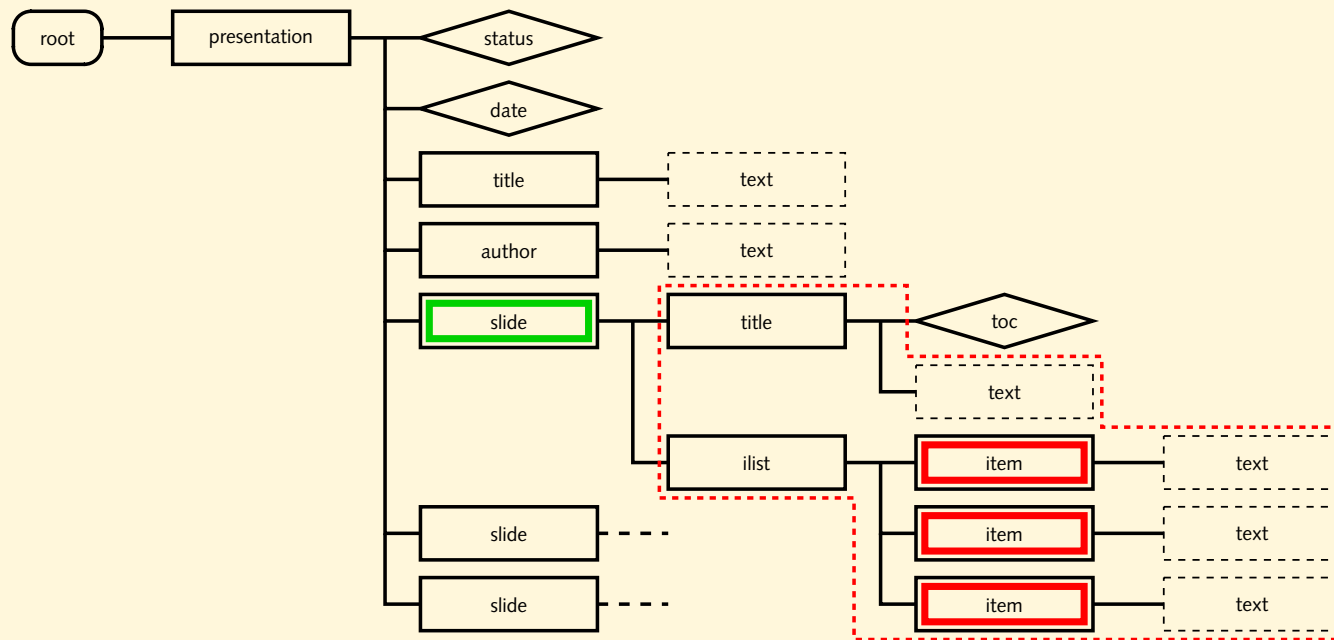 root presentation status
date
title text
author text
slide title toc
text
ilist item text
slide item text
slide item text